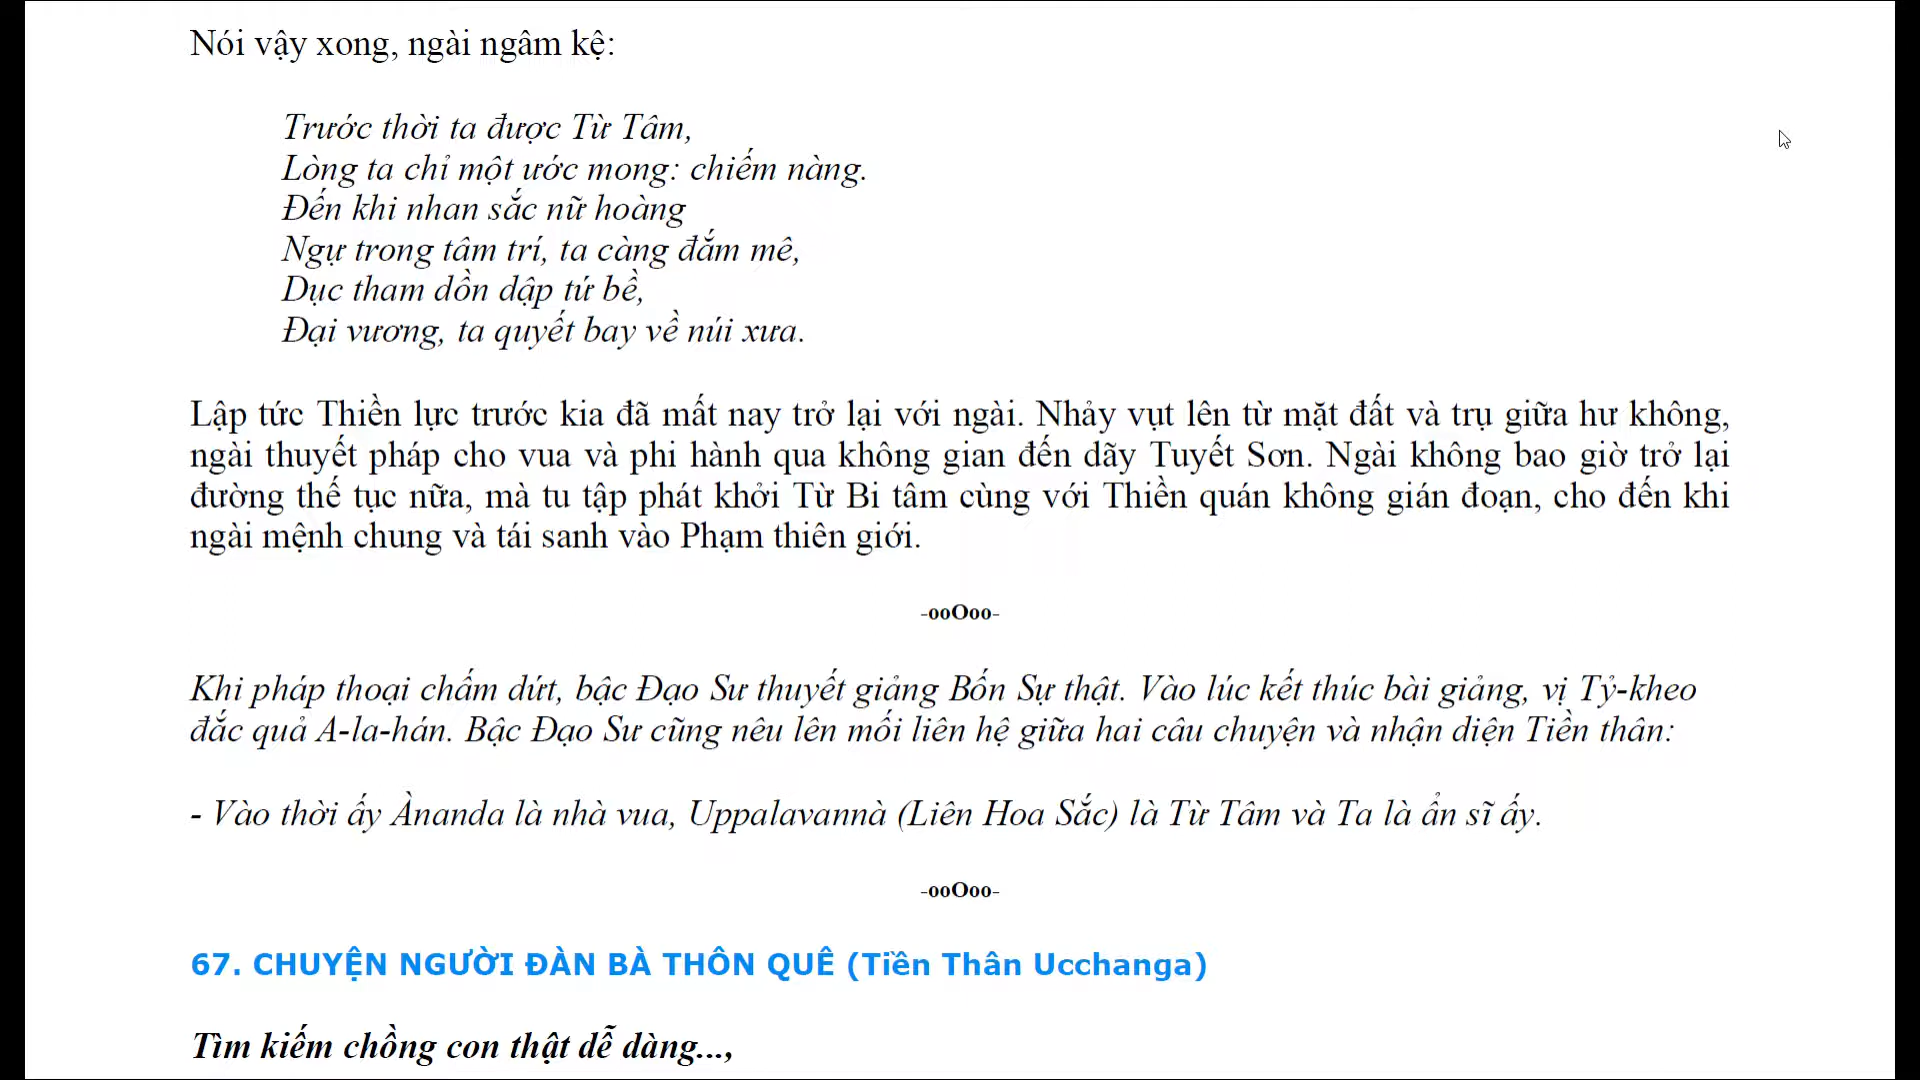 Nói vậy xong, ngài ngâm kệ:
Trước thời ta được Từ Tâm,
Lòng ta chỉ một ước mong: chiếm nàng.
Đến khi nhan sắc nữ hoàng
Ngự trong tâm trí, ta càng đắm mê,
Dục tham dồn dập tứ bề,
Đại vương, ta quyết bay về núi xưa.
Lập tức Thiền lực trước kia đã mất nay trở lại với ngài. Nhảy vụt lên từ mặt đất và trụ giữa hư không,
ngài thuyết pháp cho vua và phi hành qua không gian đến dãy Tuyết Sơn. Ngài không bao giờ trở lại
đường thế tục nữa, mà tu tập phát khởi Từ Bi tâm cùng với Thiền quán không gián đoạn, cho đến khi
ngài mệnh chung và tái sanh vào Phạm thiên giới.
-ooOoo-
Khi pháp thoại chấm dứt, bậc Đạo Sư thuyết giảng Bốn Sự thật. Vào lúc kết thúc bài giảng, vị Tỷ-kheo
đắc quả A-la-hán. Bậc Đạo Sư cũng nêu lên mối liên hệ giữa hai câu chuyện và nhận diện Tiền thân:
- Vào thời ấy Ànanda là nhà vua, Uppalavannà (Liên Hoa Sắc) là Từ Tâm và Ta là ẩn sĩ ấy.
-ooOoo-
67. CHUYỆN NGƯỜI ĐÀN BÀ THÔN QUÊ (Tiền Thân Ucchanga)
Tìm kiếm chồng con thật dễ dàng...,